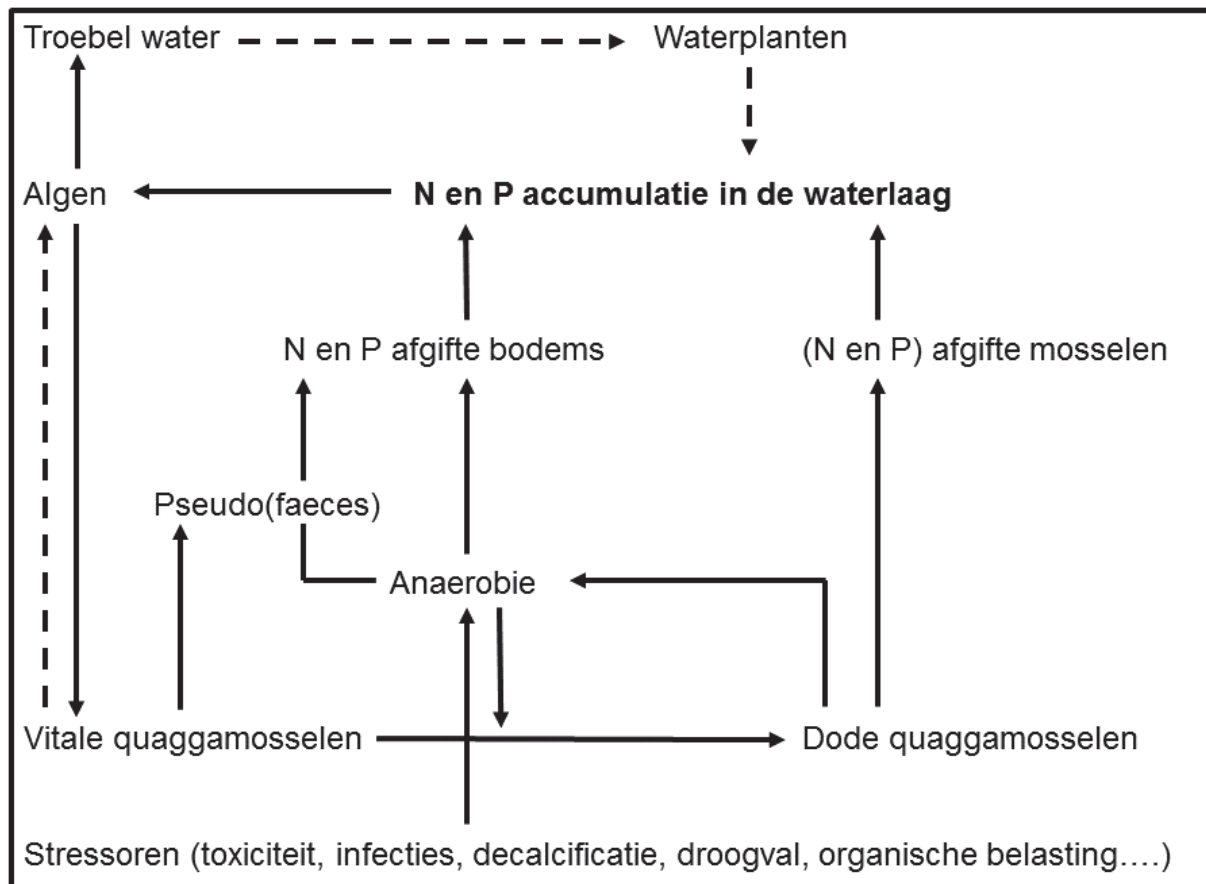 Troebel water
Waterplanten
Algen
N en P accumulatie in de waterlaag
N en P afgifte bodems
(N en P) afgifte mosselen
Pseudo(faeces)
Anaerobie
Vitale quaggamosselen
Dode quaggamosselen
Stressoren (toxiciteit, infecties, decalcificatie, droogval, organische belasting....)